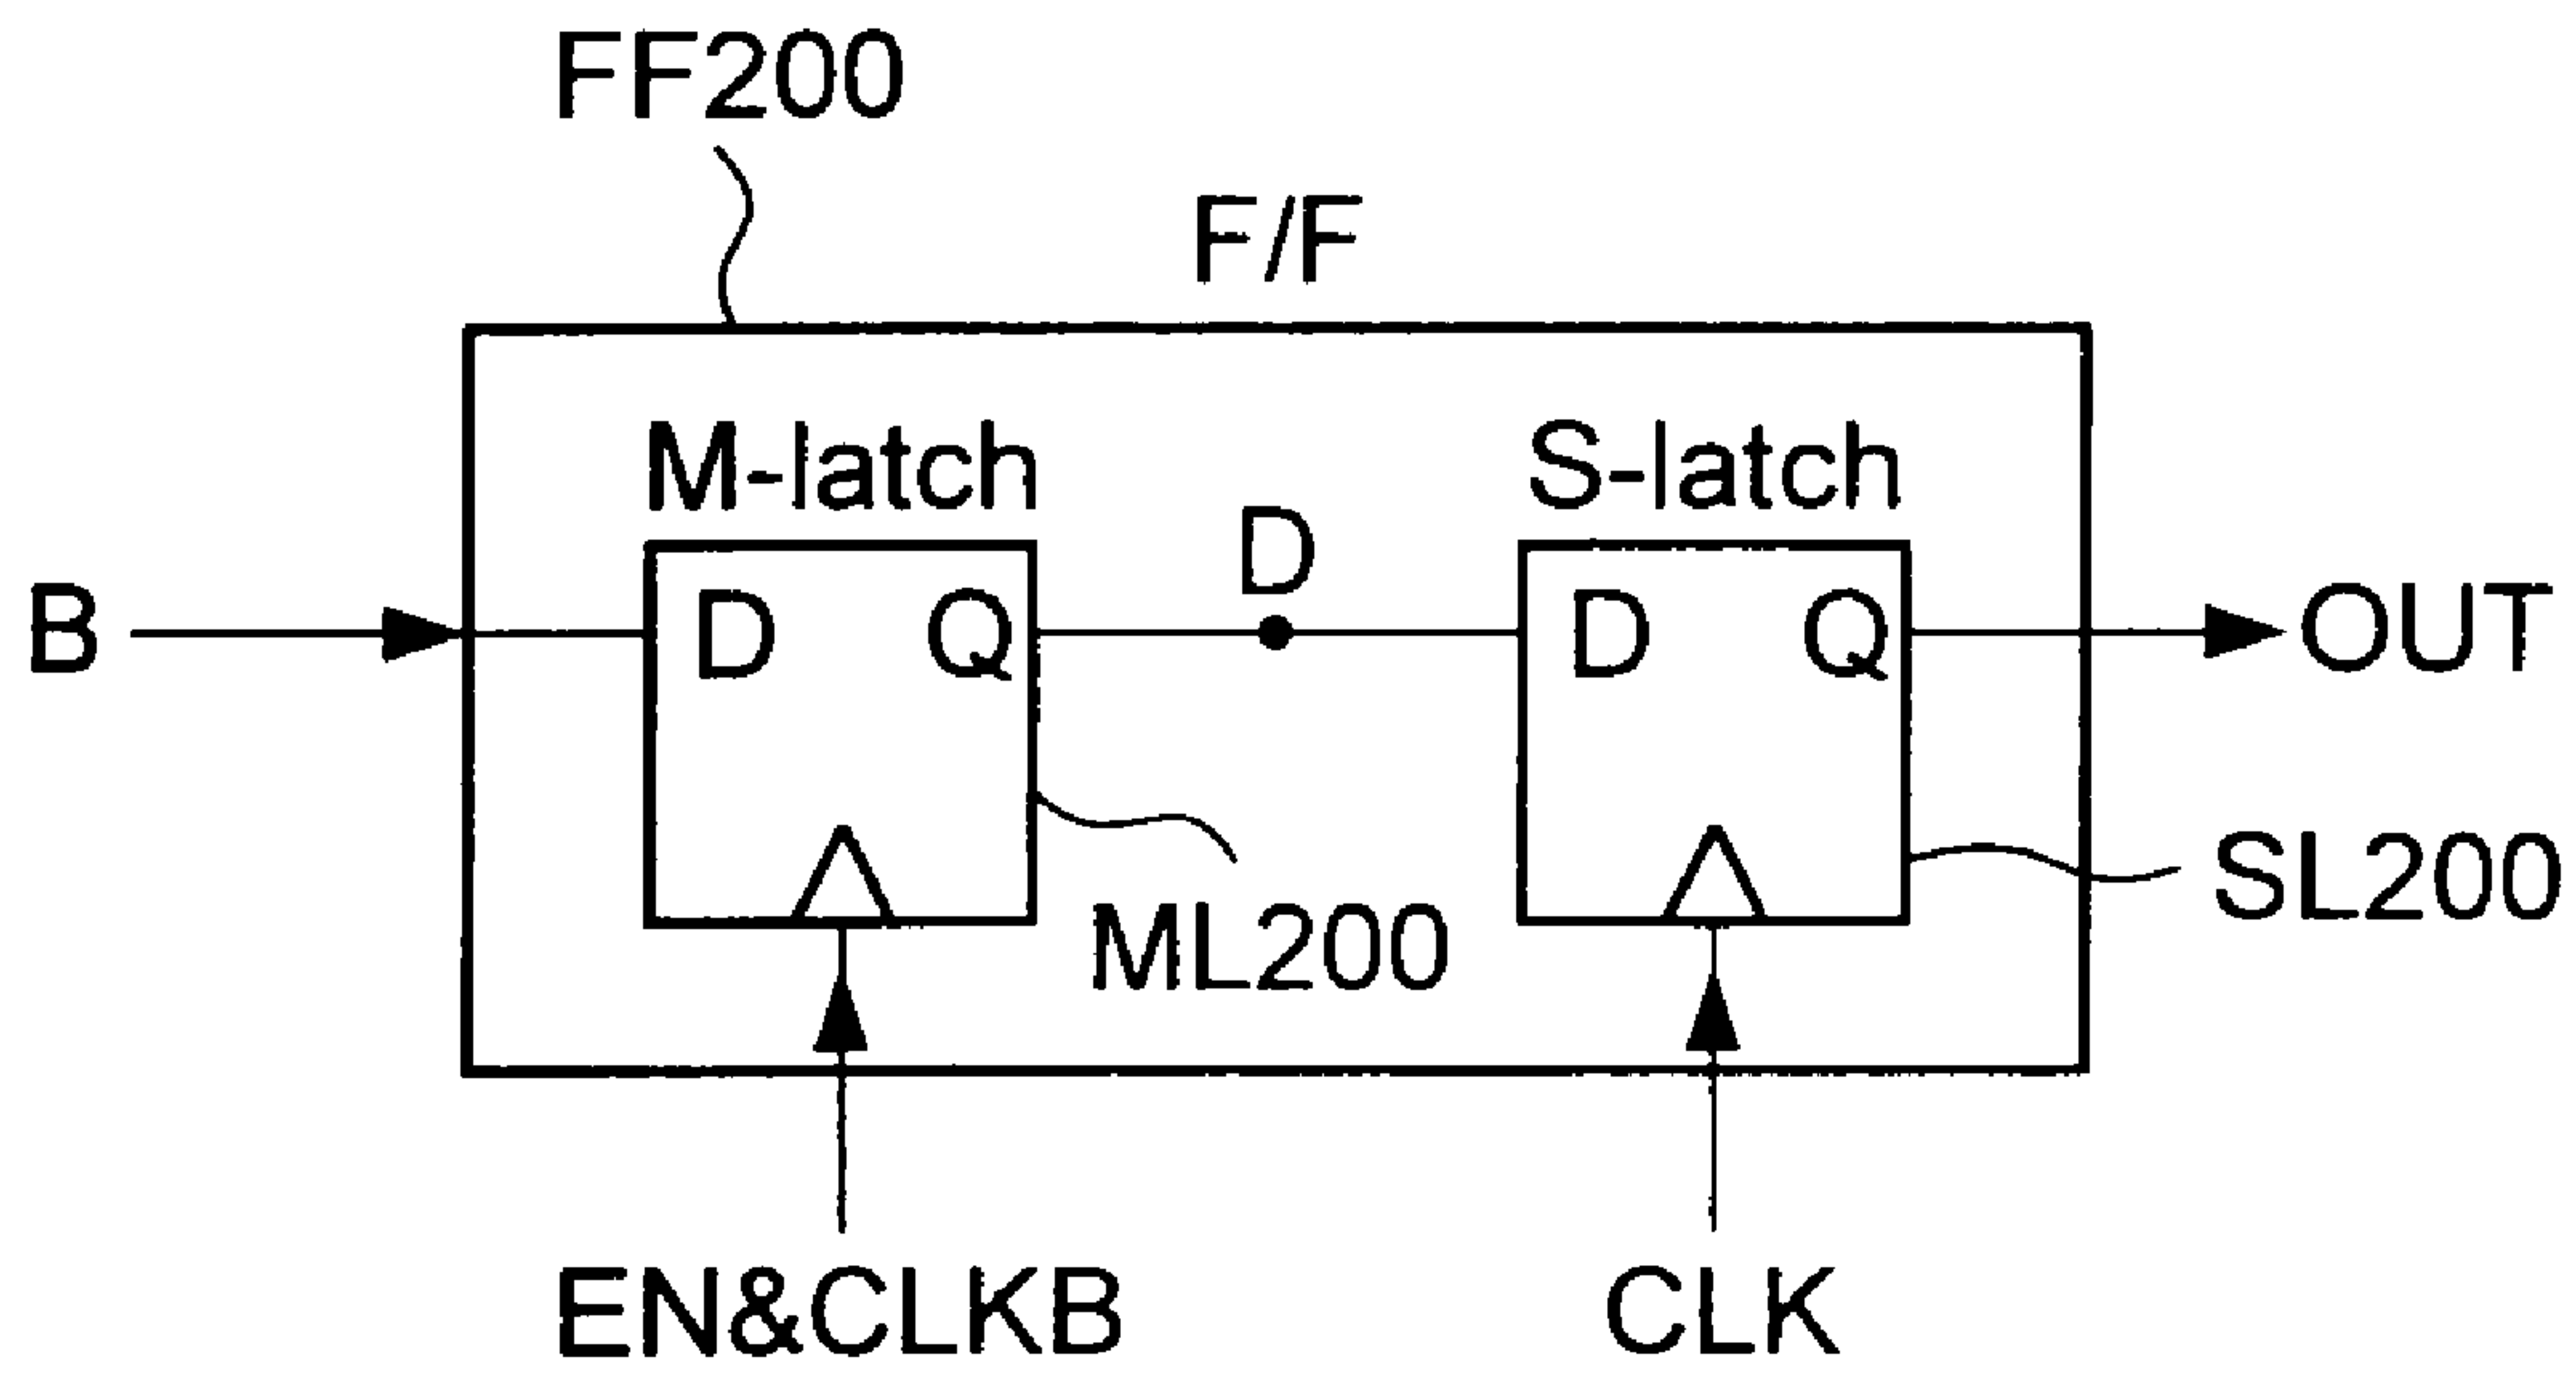 FF200
F/F
M-latch
S-latch
D
B
D
Q
D
Q
OUT
ML200
SL200
EN&CLKB
CLK